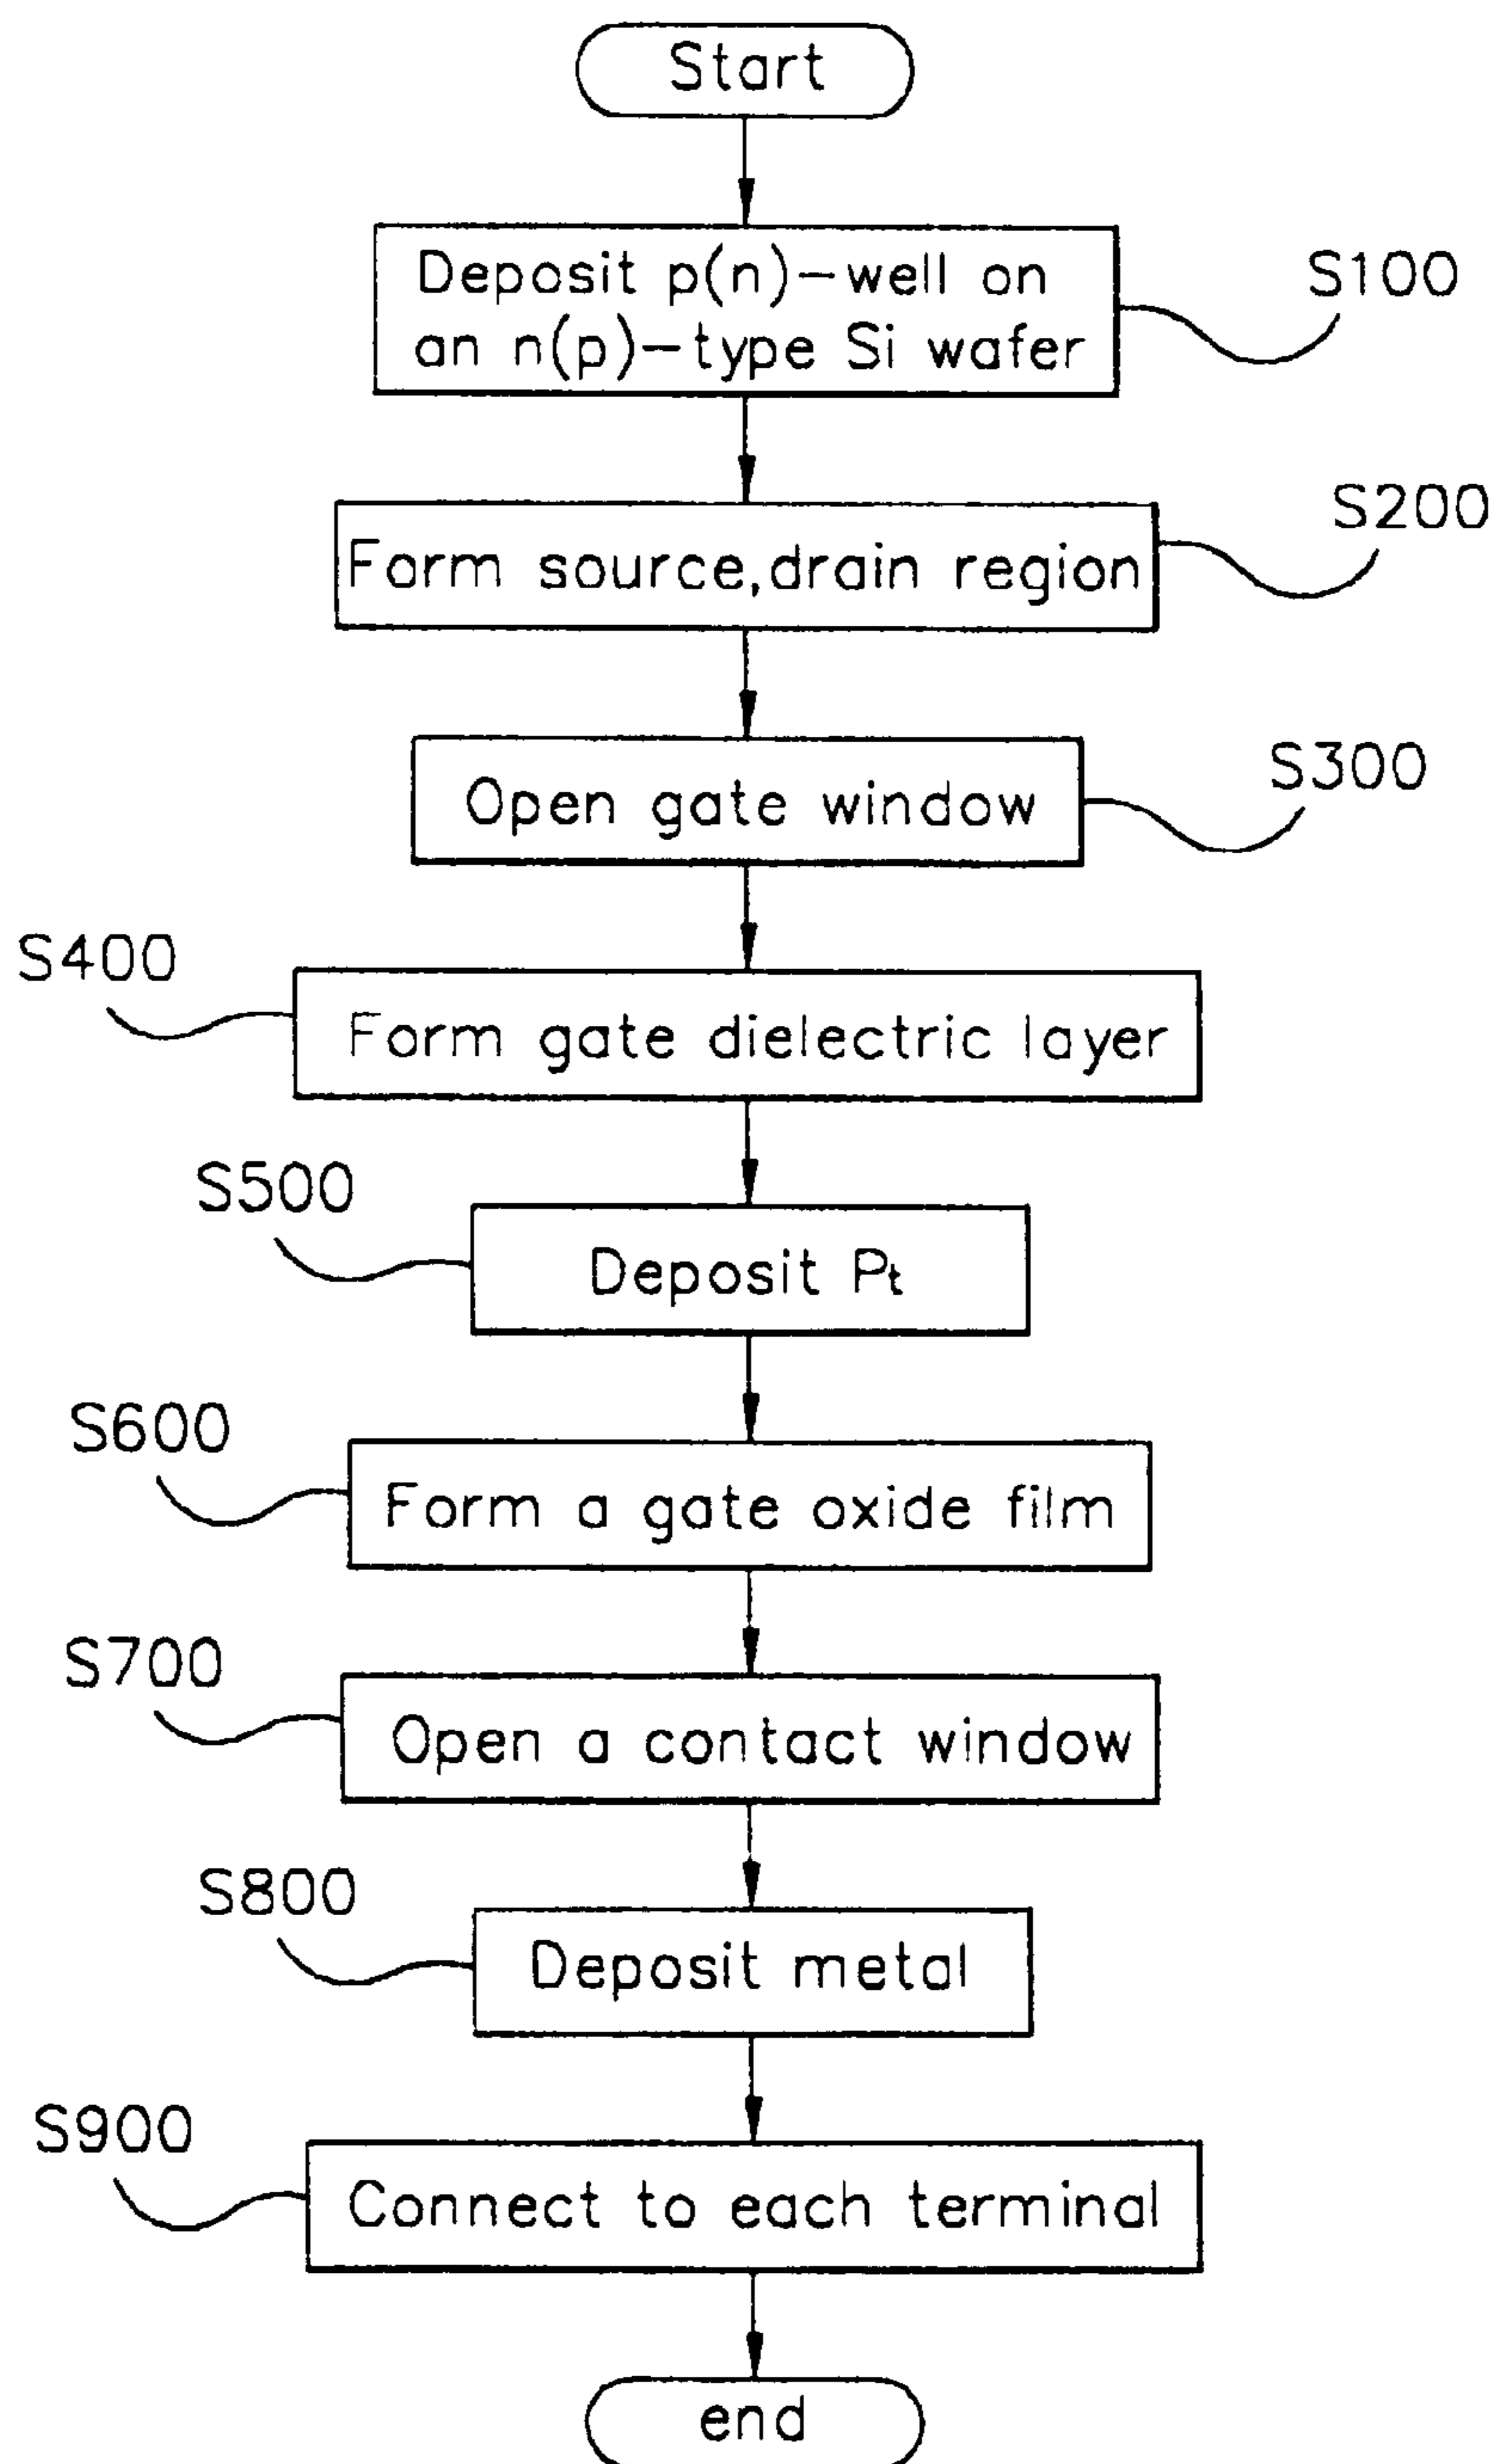 Start
Deposit p(n)-well on
an n(p)-type Si wafer
S100
Form source,drain region
S200
Open gate window
S300
S400
Form gate dielectric layer
S500
Deposit Pt
S600
Form a gate oxide film
S700
Open a contact window
S800
Deposit metal
S900
Connect to each terminal
end